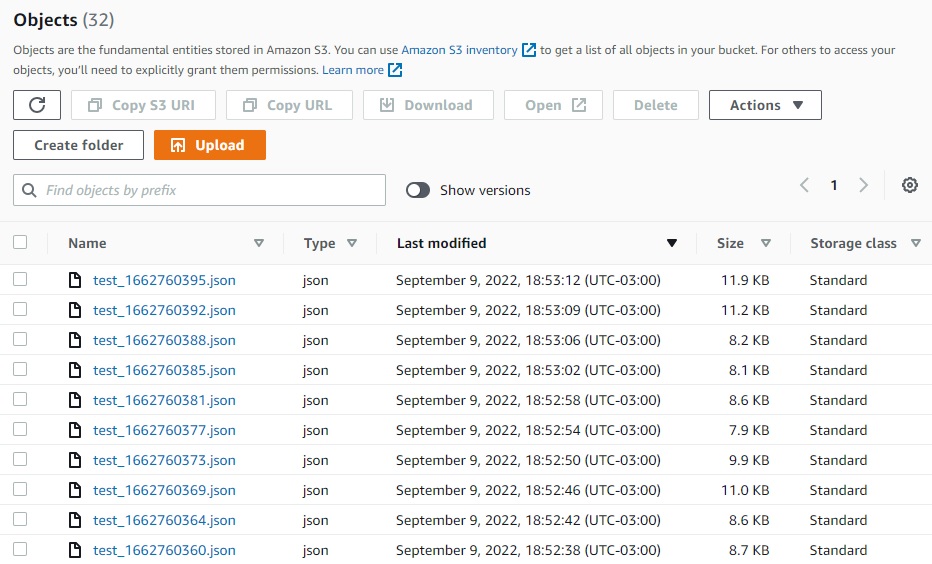 Objects (32)
Objects are the fundamental entities stored in Amazon S3. You can use Amazon S3 inventory to get a list of all objects in your bucket. For others to access your
objects, you'll need to explicitly grant them permissions. Learn more
Copy S3 URI Copy URL Download Open Delete Actions
Create folder Upload
Find objects by prefix Show versions 1
Name Type Last modified Size Storage class
test_1662760395.json json September 9, 2022, 18:53:12 (UTC-03:00) 11.9 KB Standard
test_1662760392.json json September 9, 2022, 18:53:09 (UTC-03:00) 11.2 KB Standard
test_1662760388.json json September 9, 2022, 18:53:06 (UTC-03:00) 8.2 KB Standard
test_1662760385.json json September 9, 2022, 18:53:02 (UTC-03:00) 8.1 KB Standard
test_1662760381.json json September 9, 2022, 18:52:58 (UTC-03:00) 8.6 KB Standard
test_1662760377.json json September 9, 2022, 18:52:54 (UTC-03:00) 7.9 KB Standard
test_1662760373.json json September 9, 2022, 18:52:50 (UTC-03:00) 9.9 KB Standard
test_1662760369.json json September 9, 2022, 18:52:46 (UTC-03:00) 11.0 KB Standard
test_1662760364.json json September 9, 2022, 18:52:42 (UTC-03:00) 8.6 KB Standard
test_1662760360.json json September 9, 2022, 18:52:38 (UTC-03:00) 8.7 KB Standard